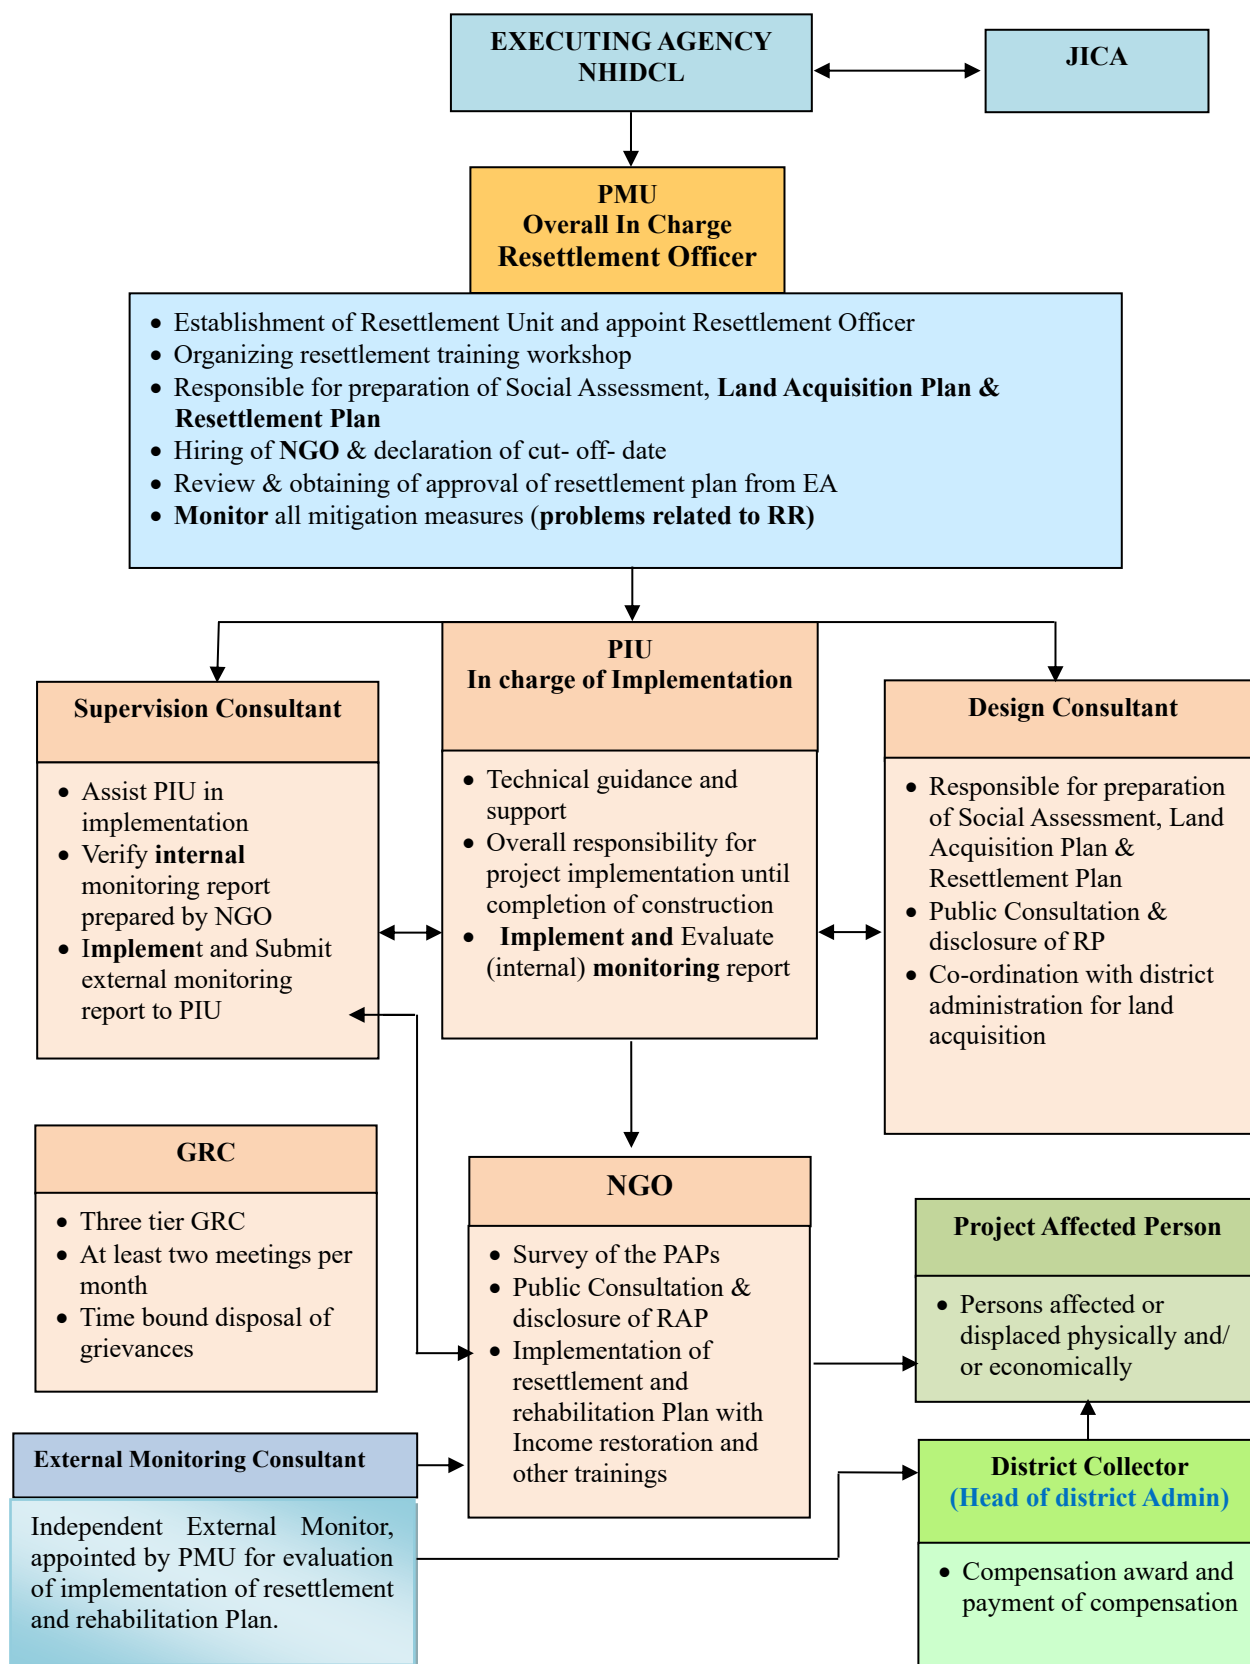 EXECUTING AGENCY
NHIDCL
JICA
PMU
Overall In Charge
Resettlement Officer
• Establishment of Resettlement Unit and appoint Resettlement Officer
• Organizing resettlement training workshop
• Responsible for preparation of Social Assessment, Land Acquisition Plan &
Resettlement Plan
• Hiring of NGO & declaration of cut- off- date
• Review & obtaining of approval of resettlement plan from EA
• Monitor all mitigation measures (problems related to RR)
PIU
In charge of Implementation
• Technical guidance and
support
• Overall responsibility for
project implementation until
completion of construction
• Implement and Evaluate
(internal) monitoring report
Supervision Consultant
• Assist PIU in
implementation
• Verify internal
monitoring report
prepared by NGO
• Implement and Submit
external monitoring
report to PIU
Design Consultant
• Responsible for preparation
of Social Assessment, Land
Acquisition Plan &
Resettlement Plan
• Public Consultation &
disclosure of RP
• Co-ordination with district
administration for land
acquisition
GRC
• Three tier GRC
• At least two meetings per
month
• Time bound disposal of
grievances
NGO
• Survey of the PAPs
• Public Consultation &
disclosure of RAP
• Implementation of
resettlement and
rehabilitation Plan with
Income restoration and
other trainings
Project Affected Person
• Persons affected or
displaced physically and/
or economically
External Monitoring Consultant
Independent External Monitor,
appointed by PMU for evaluation
of implementation of resettlement
and rehabilitation Plan.
District Collector
(Head of district Admin)
• Compensation award and
payment of compensation